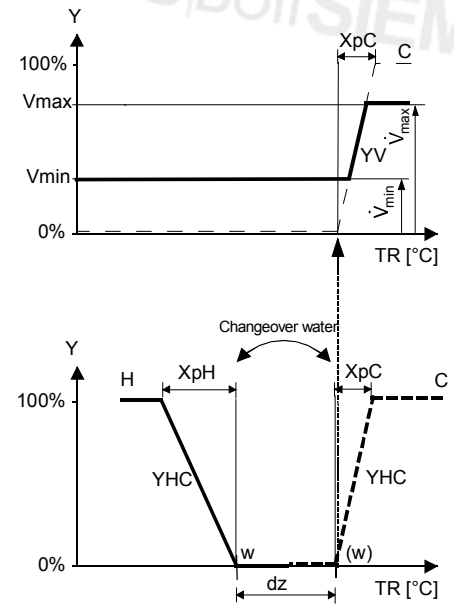 Y
XpC
C
100%
Vmax
YV
V̇max
Vmin
V̇min
0%
TR [°C]
Changeover water
Y
H
XpH
XpC
C
100%
YHC
YHC
w
(w)
0%
dz
TR [°C]